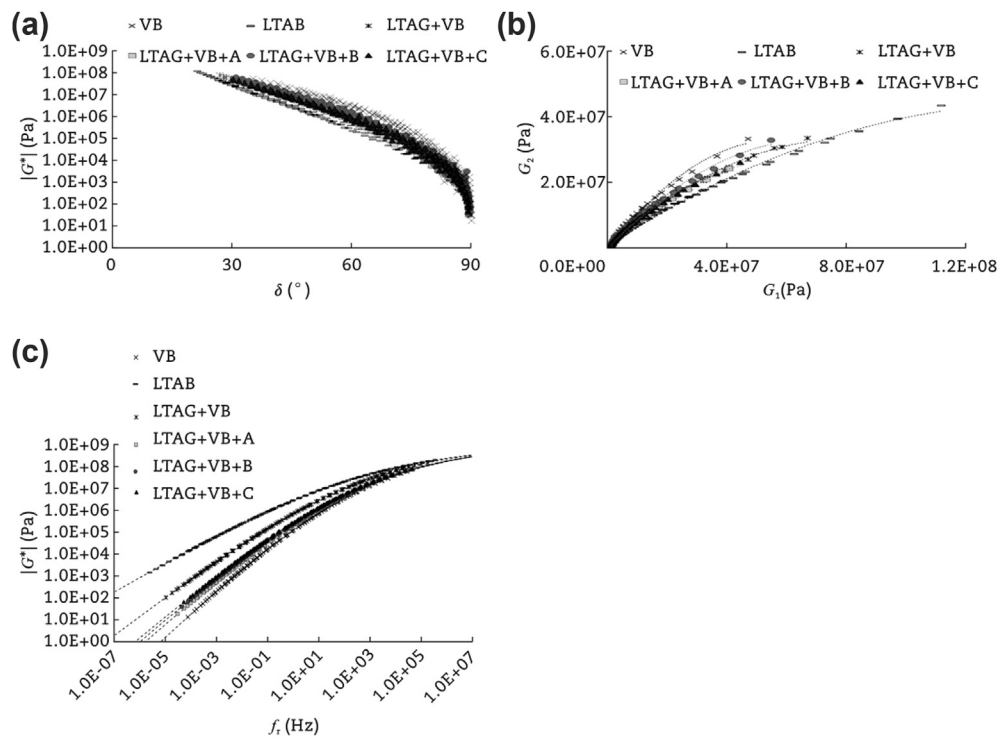 (a)
× VB – LTAB ж LTAG+VB
LTAG+VB+A LTAG+VB+B ▲ LTAG+VB+C
1.0E+09
1.0E+08
1.0E+07
1.0E+06
1.0E+05
1.0E+04
1.0E+03
1.0E+02
1.0E+01
1.0E+00
|G*| (Pa)
0 30 60 90
δ (°)
(b)
× VB – LTAB ж LTAG+VB
LTAG+VB+A LTAG+VB+B ▲ LTAG+VB+C
6.0E+07
4.0E+07
2.0E+07
G₂ (Pa)
0.0E+00 4.0E+07 8.0E+07 1.2E+08
G₁(Pa)
(c)
× VB
– LTAB
ж LTAG+VB
LTAG+VB+A
LTAG+VB+B
▲ LTAG+VB+C
1.0E+09
1.0E+08
1.0E+07
1.0E+06
1.0E+05
1.0E+04
1.0E+03
1.0E+02
1.0E+01
1.0E+00
|G*| (Pa)
1.0E-07 1.0E-05 1.0E-03 1.0E-01 1.0E+01 1.0E+03 1.0E+05 1.0E+07
fᵣ (Hz)